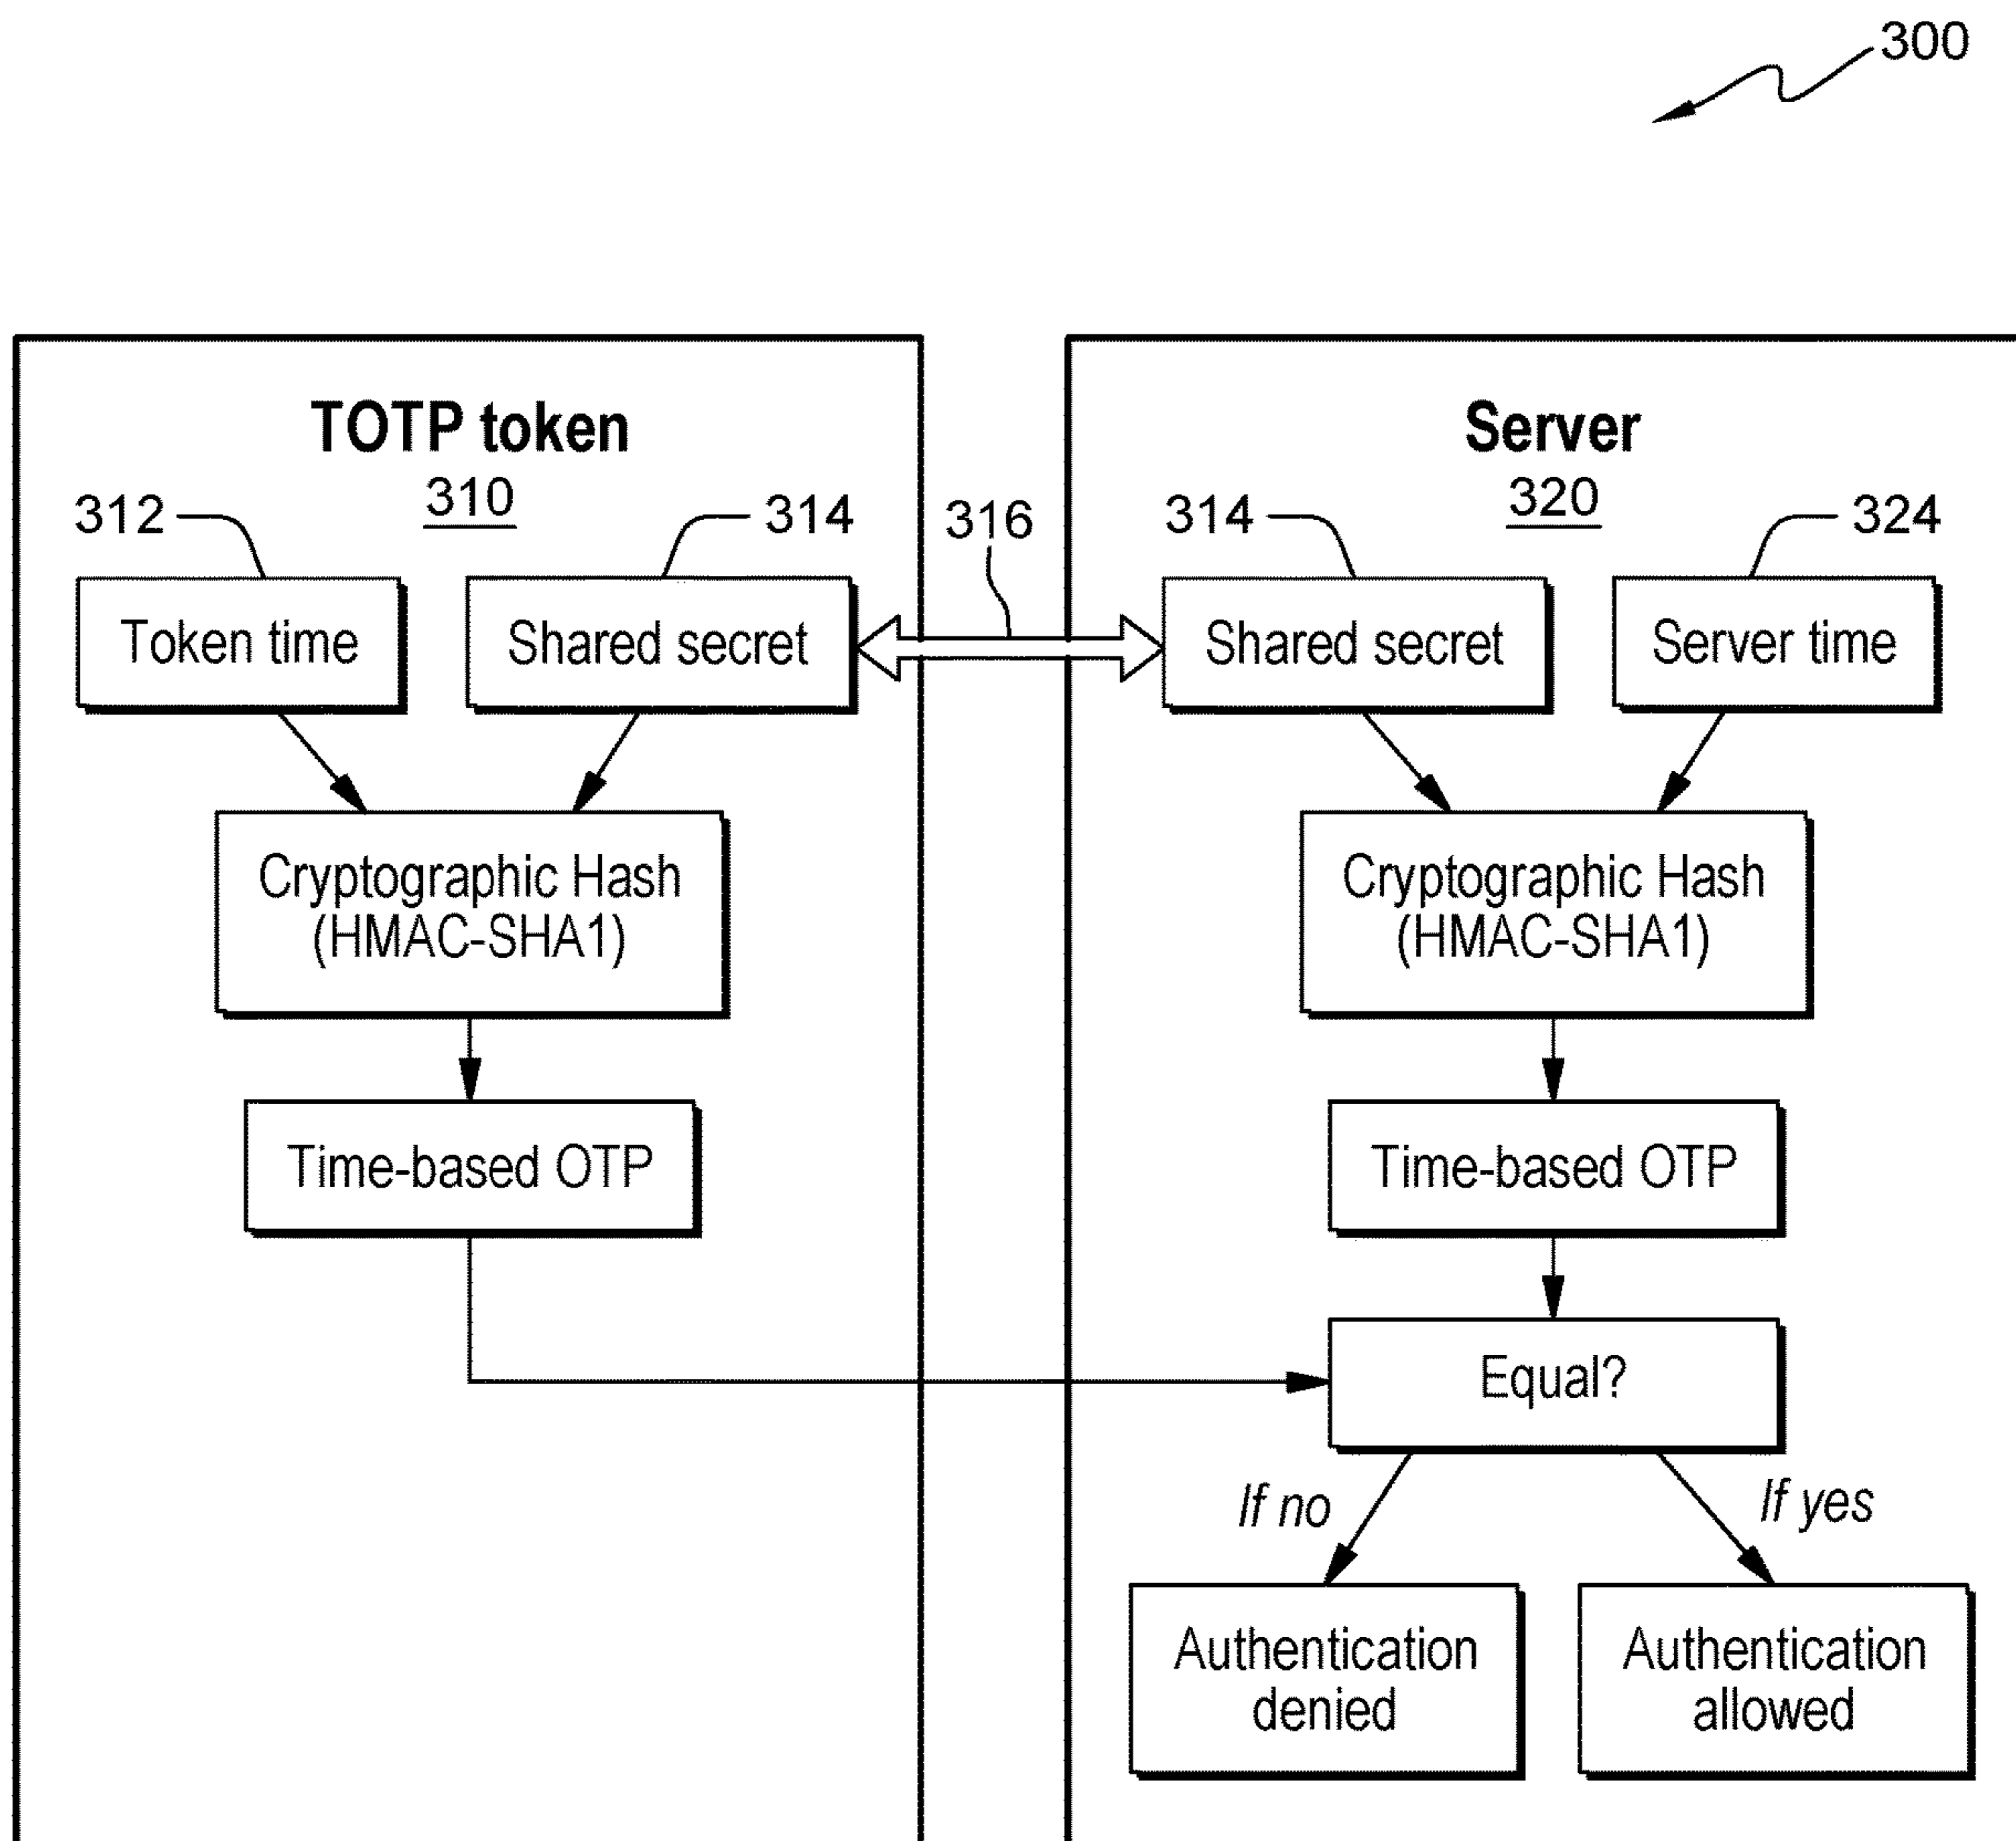 300
TOTP token
310
312
314
316
Token time
Shared secret
Cryptographic Hash
(HMAC-SHA1)
Time-based OTP
Server
320
314
324
Shared secret
Server time
Cryptographic Hash
(HMAC-SHA1)
Time-based OTP
Equal?
If no
If yes
Authentication
denied
Authentication
allowed